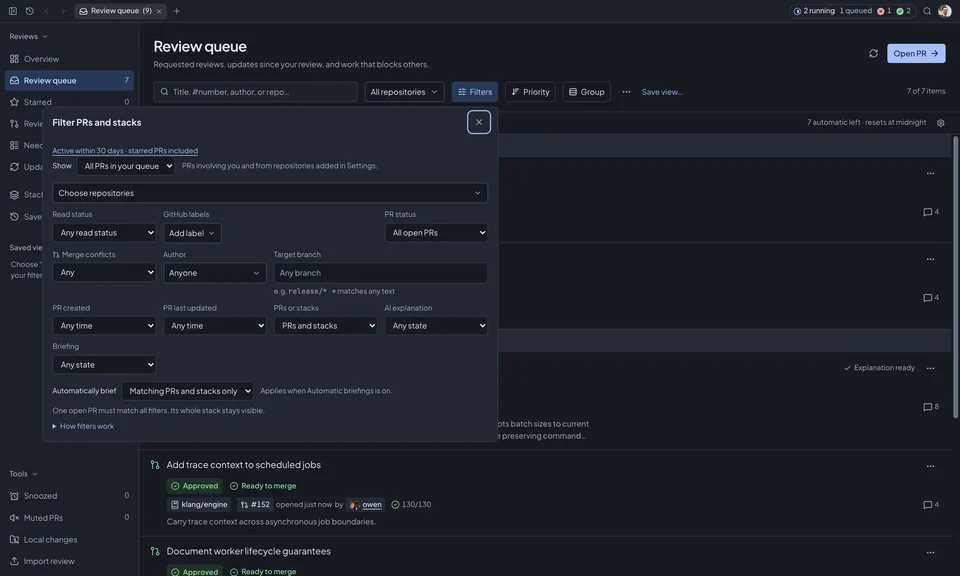 Review queue (9)
2 running 1 queued 1 2
Reviews
Overview
Review queue 7
Starred 0
Stack
Saved vie
Choose "
your filter
Tools
Snoozed 0
Muted PRs 0
Local changes
Import review
Review queue
Requested reviews, updates since your review, and work that blocks others.
Open PR →
Title, #number, author, or repo...
All repositories
Filters
Priority
Group
Save view...
7 of 7 items
7 automatic left · resets at midnight
Filter PRs and stacks
Active within 30 days · starred PRs included
Show All PRs in your queue PRs involving you and from repositories added in Settings.
Choose repositories
Read status GitHub labels PR status
Any read status Add label All open PRs
Merge conflicts Author Target branch
Any Anyone Any branch
e.g. release/* · * matches any text
PR created PR last updated PRs or stacks AI explanation
Any time Any time PRs and stacks Any state
Briefing
Any state
Automatically brief Matching PRs and stacks only Applies when Automatic briefings is on.
One open PR must match all filters. Its whole stack stays visible.
How filters work
4
4
Explanation ready
8
pts batch sizes to current
e preserving command...
Add trace context to scheduled jobs
Approved Ready to merge
klang/engine #152 opened just now by owen 130/130
4
Carry trace context across asynchronous job boundaries.
Document worker lifecycle guarantees
Approved Ready to merge